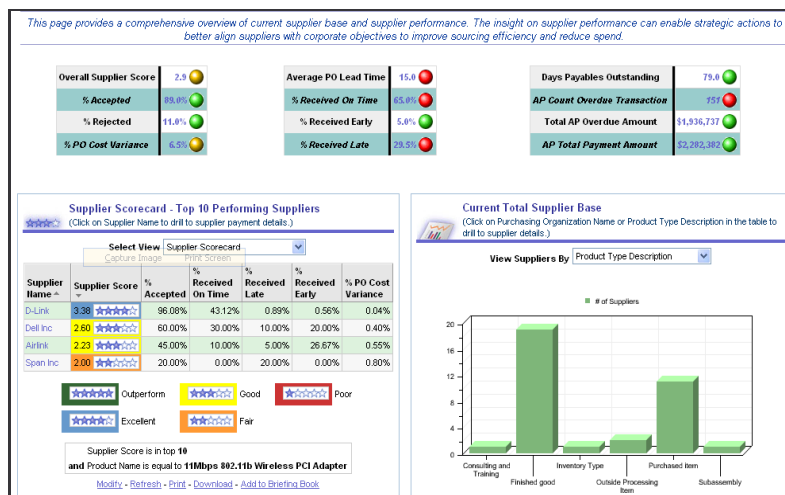 This page provides a comprehensive overview of current supplier base and supplier performance. The insight on supplier performance can enable strategic actions to
better align suppliers with corporate objectives to improve sourcing efficiency and reduce spend.
Overall Supplier Score 2.9
% Accepted 89.0%
% Rejected 11.0%
% PO Cost Variance 6.5%
Average PO Lead Time 15.0
% Received On Time 65.0%
% Received Early 5.0%
% Received Late 29.5%
Days Payables Outstanding 79.0
AP Count Overdue Transaction 151
Total AP Overdue Amount $1,936,737
AP Total Payment Amount $2,282,382
Supplier Scorecard - Top 10 Performing Suppliers
(Click on Supplier Name to drill to supplier payment details.)
Select View Supplier Scorecard
Capture Image Print Screen
Supplier Name Supplier Score % Accepted % Received On Time % Received Late % Received Early % PO Cost Variance
D-Link 3.38 96.08% 43.12% 0.89% 0.56% 0.04%
Dell Inc 2.60 60.00% 30.00% 10.00% 20.00% 0.40%
Airlink 2.23 45.00% 10.00% 5.00% 26.67% 0.55%
Span Inc 2.00 20.00% 0.00% 20.00% 0.00% 0.80%
Outperform Good Poor
Excellent Fair
Supplier Score is in top 10
and Product Name is equal to 11Mbps 802.11b Wireless PCI Adapter
Modify - Refresh - Print - Download - Add to Briefing Book
Current Total Supplier Base
(Click on Purchasing Organization Name or Product Type Description in the table to
drill to supplier details.)
View Suppliers By Product Type Description
# of Suppliers
20
16
12
8
4
0
Consulting and Training
Finished good
Inventory Type
Outside Processing Item
Purchased item
Subassembly